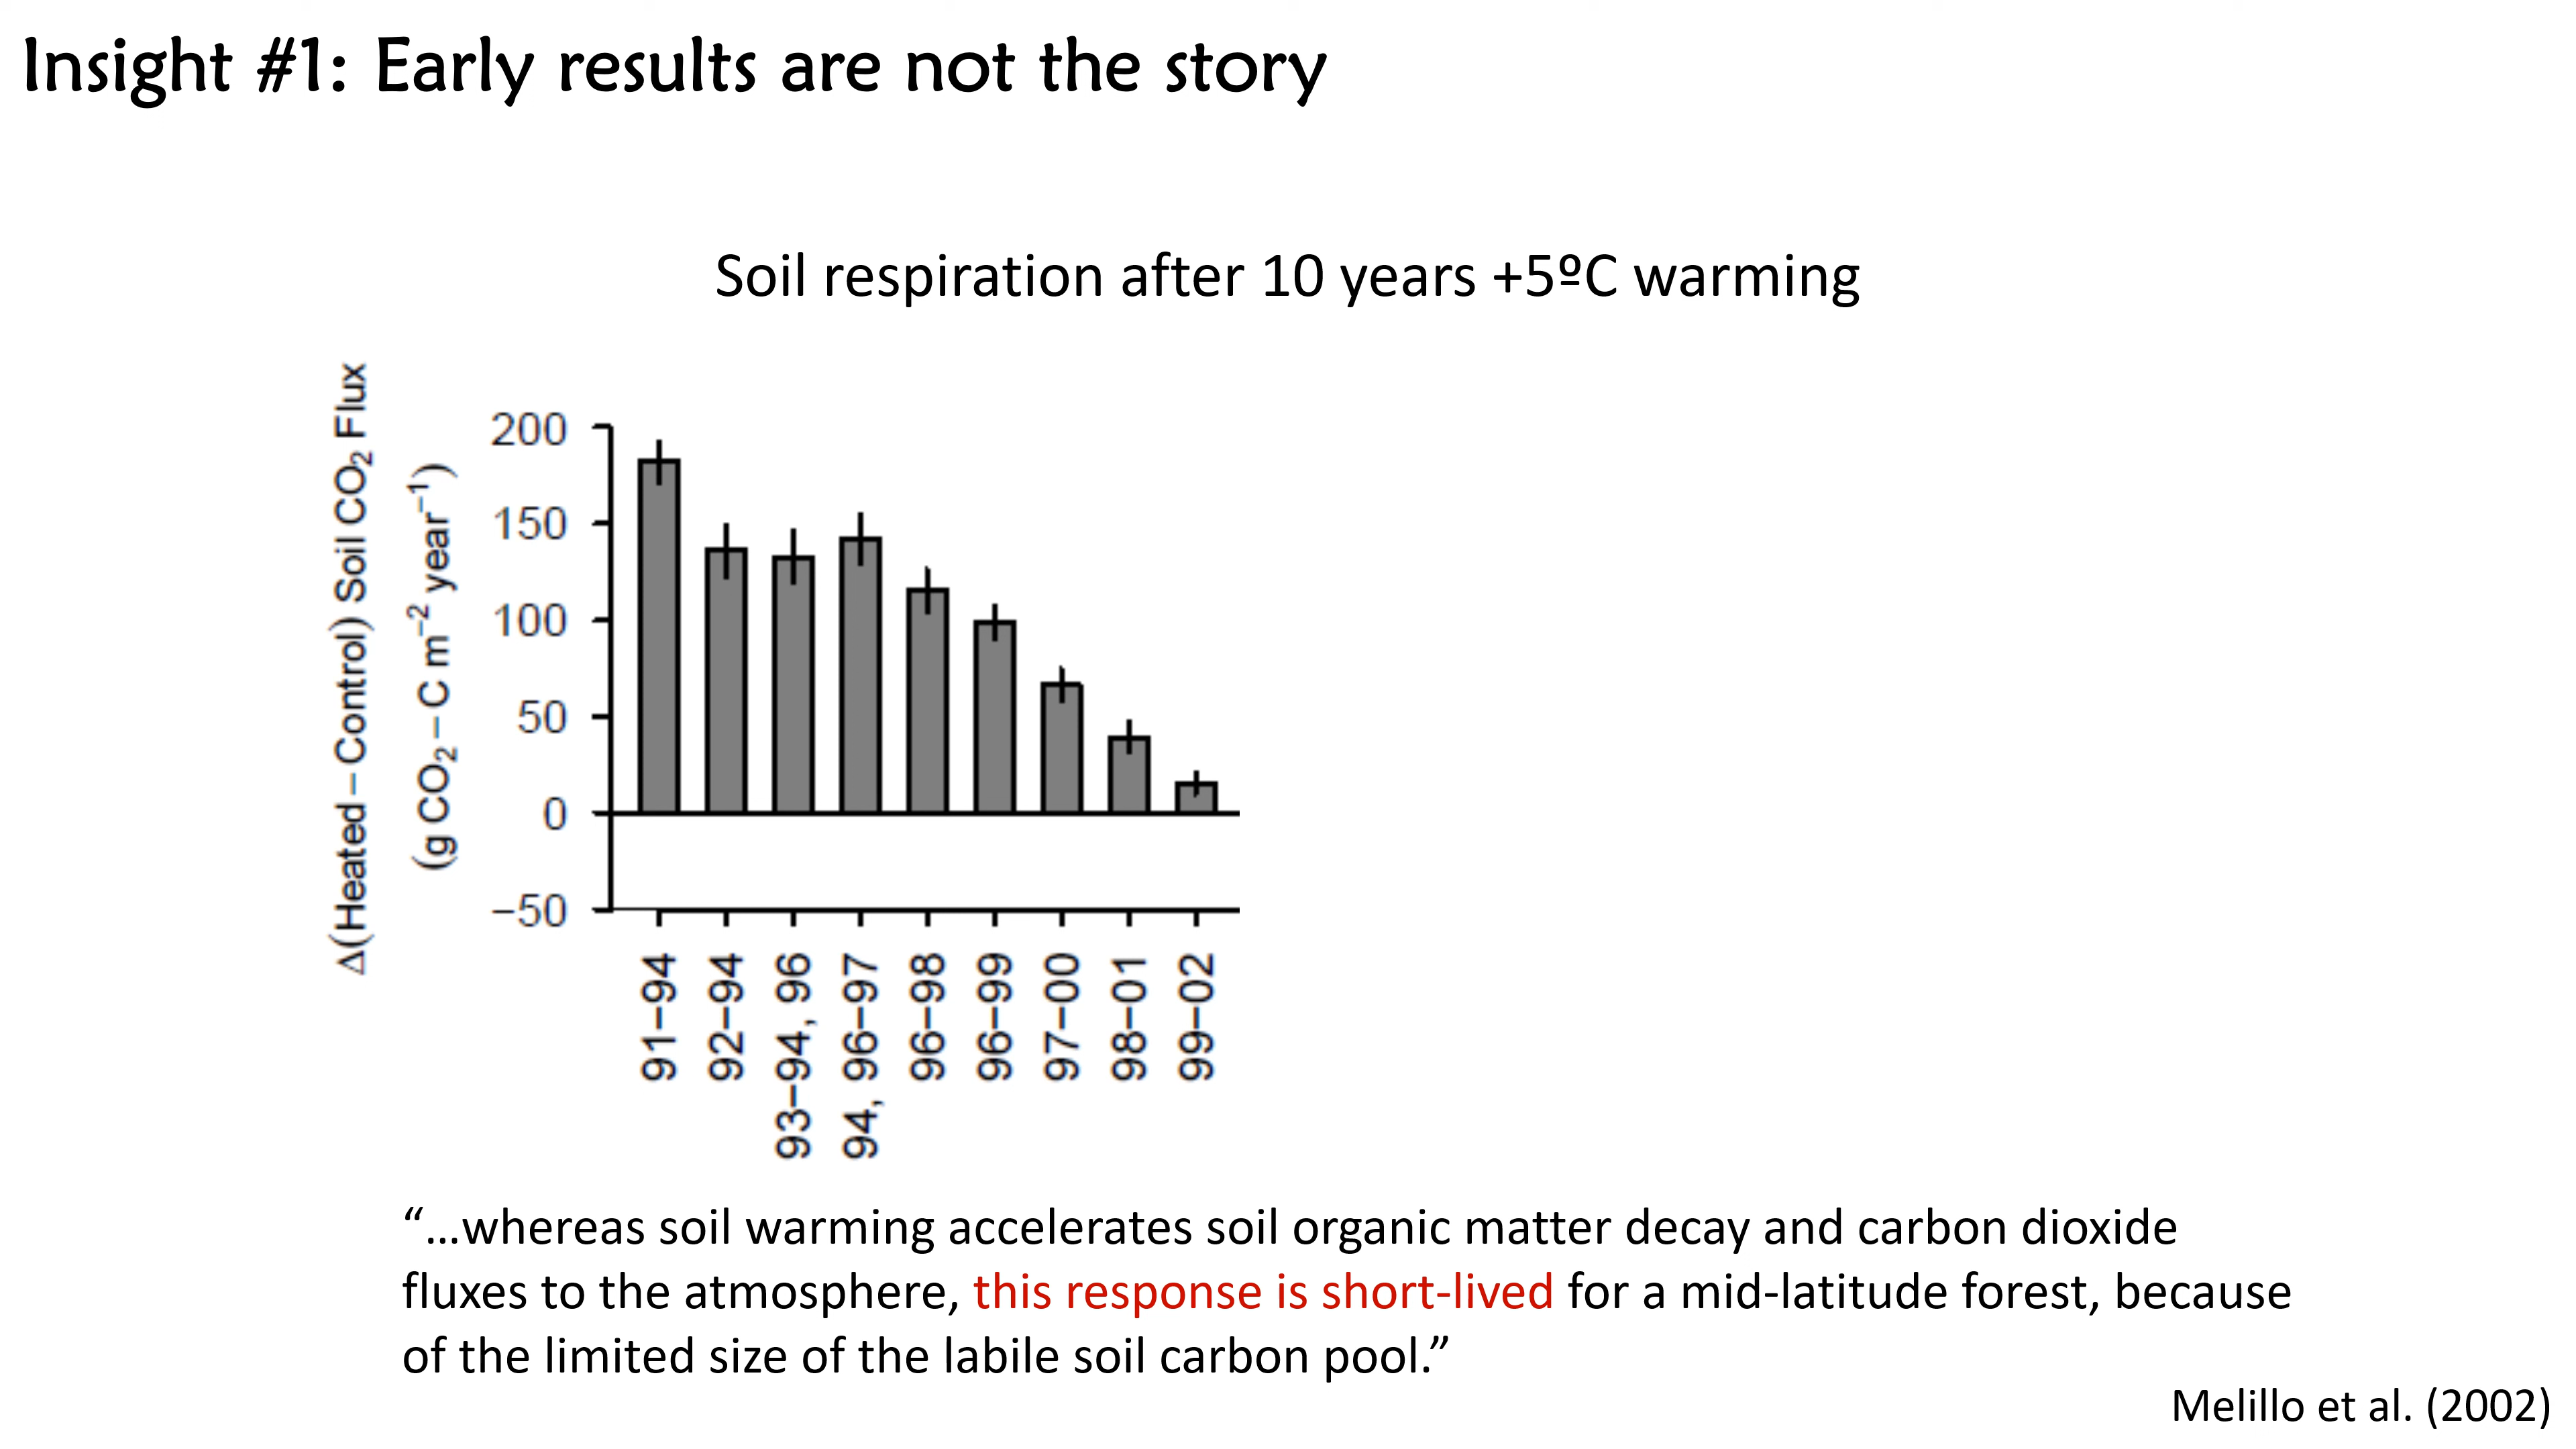 Insight #1: Early results are not the story
Soil respiration after 10 years +5ºC warming
Δ(Heated–Control) Soil CO₂ Flux
(g CO₂–C m⁻² year⁻¹)
200
150
100
50
0
−50
91–94
92–94
93–94, 96
94, 96–97
96–98
96–99
97–00
98–01
99–02
“…whereas soil warming accelerates soil organic matter decay and carbon dioxide
fluxes to the atmosphere, this response is short-lived for a mid-latitude forest, because
of the limited size of the labile soil carbon pool.”
Melillo et al. (2002)